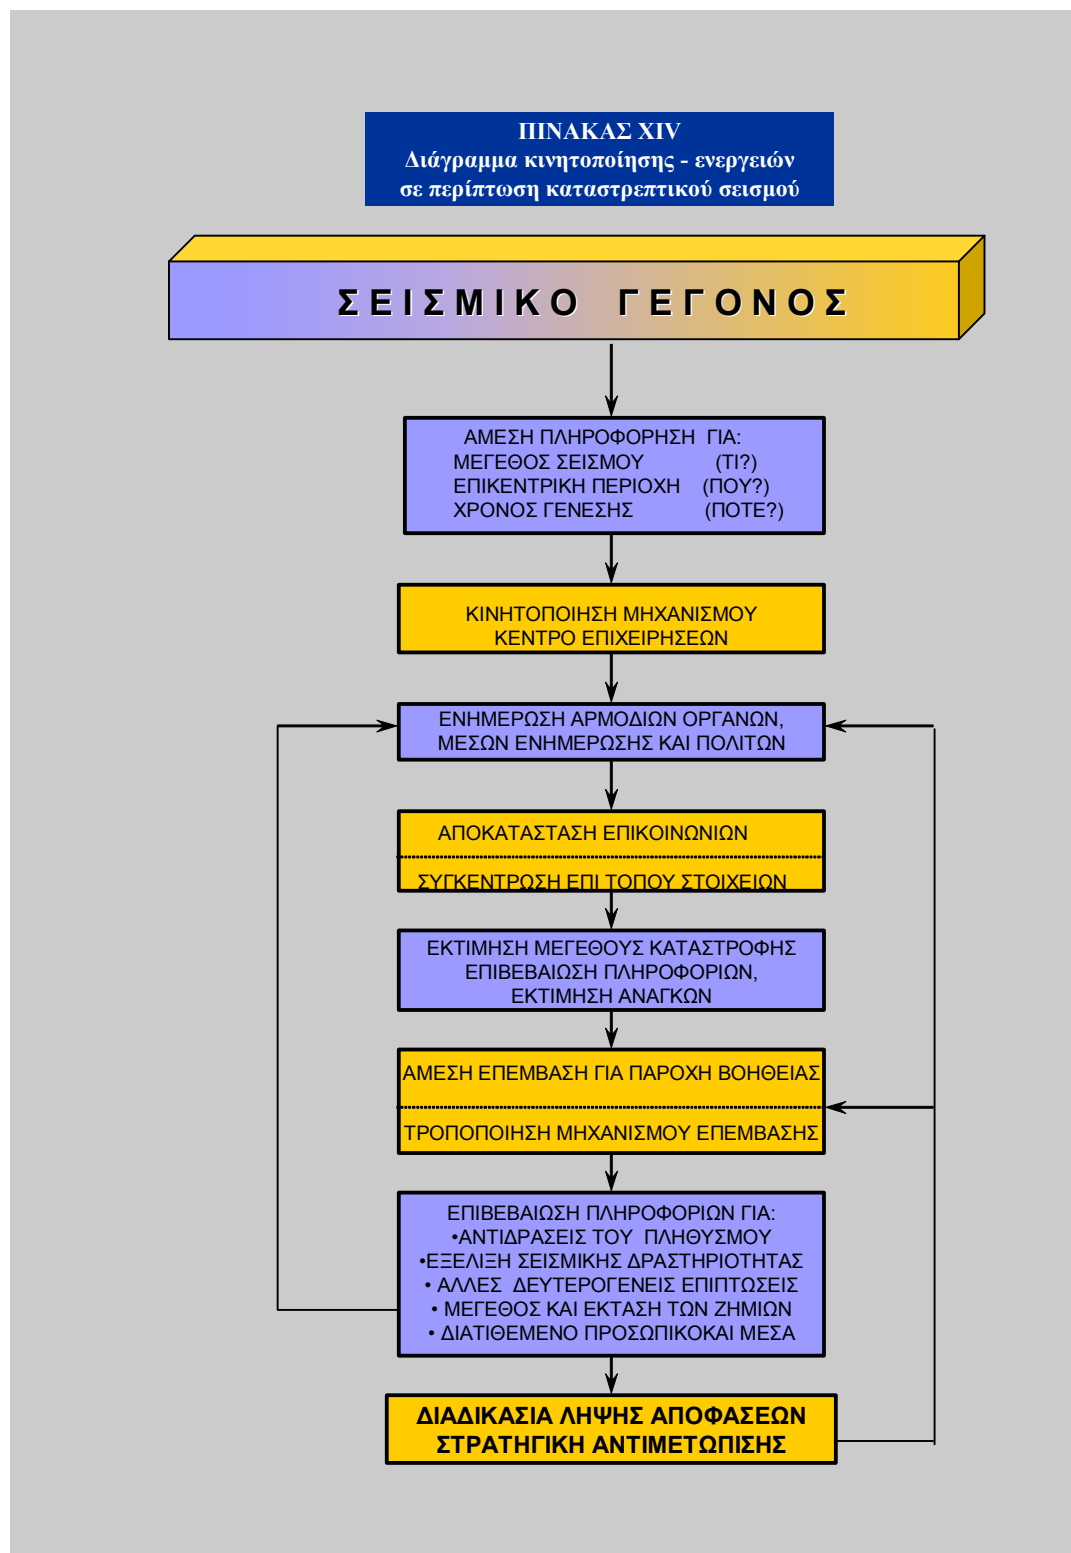 ΠΙΝΑΚΑΣ XIV
Διάγραμμα κινητοποίησης - ενεργειών
σε περίπτωση καταστρεπτικού σεισμού
Σ Ε Ι Σ Μ Ι Κ Ο Γ Ε Γ Ο Ν Ο Σ
ΑΜΕΣΗ ΠΛΗΡΟΦΟΡΗΣΗ ΓΙΑ:
ΜΕΓΕΘΟΣ ΣΕΙΣΜΟΥ (ΤΙ?)
ΕΠΙΚΕΝΤΡΙΚΗ ΠΕΡΙΟΧΗ (ΠΟΥ?)
ΧΡΟΝΟΣ ΓΕΝΕΣΗΣ (ΠΟΤΕ?)
ΚΙΝΗΤΟΠΟΙΗΣΗ ΜΗΧΑΝΙΣΜΟΥ
ΚΕΝΤΡΟ ΕΠΙΧΕΙΡΗΣΕΩΝ
ΕΝΗΜΕΡΩΣΗ ΑΡΜΟΔΙΩΝ ΟΡΓΑΝΩΝ,
ΜΕΣΩΝ ΕΝΗΜΕΡΩΣΗΣ ΚΑΙ ΠΟΛΙΤΩΝ
ΑΠΟΚΑΤΑΣΤΑΣΗ ΕΠΙΚΟΙΝΩΝΙΩΝ
ΣΥΓΚΕΝΤΡΩΣΗ ΕΠΙ ΤΟΠΟΥ ΣΤΟΙΧΕΙΩΝ
ΕΚΤΙΜΗΣΗ ΜΕΓΕΘΟΥΣ ΚΑΤΑΣΤΡΟΦΗΣ
ΕΠΙΒΕΒΑΙΩΣΗ ΠΛΗΡΟΦΟΡΙΩΝ,
ΕΚΤΙΜΗΣΗ ΑΝΑΓΚΩΝ
ΑΜΕΣΗ ΕΠΕΜΒΑΣΗ ΓΙΑ ΠΑΡΟΧΗ ΒΟΗΘΕΙΑΣ
ΤΡΟΠΟΠΟΙΗΣΗ ΜΗΧΑΝΙΣΜΟΥ ΕΠΕΜΒΑΣΗΣ
ΕΠΙΒΕΒΑΙΩΣΗ ΠΛΗΡΟΦΟΡΙΩΝ ΓΙΑ:
•ΑΝΤΙΔΡΑΣΕΙΣ ΤΟΥ ΠΛΗΘΥΣΜΟΥ
•ΕΞΕΛΙΞΗ ΣΕΙΣΜΙΚΗΣ ΔΡΑΣΤΗΡΙΟΤΗΤΑΣ
• ΑΛΛΕΣ ΔΕΥΤΕΡΟΓΕΝΕΙΣ ΕΠΙΠΤΩΣΕΙΣ
• ΜΕΓΕΘΟΣ ΚΑΙ ΕΚΤΑΣΗ ΤΩΝ ΖΗΜΙΩΝ
• ΔΙΑΤΙΘΕΜΕΝΟ ΠΡΟΣΩΠΙΚΟΚΑΙ ΜΕΣΑ
ΔΙΑΔΙΚΑΣΙΑ ΛΗΨΗΣ ΑΠΟΦΑΣΕΩΝ
ΣΤΡΑΤΗΓΙΚΗ ΑΝΤΙΜΕΤΩΠΙΣΗΣ